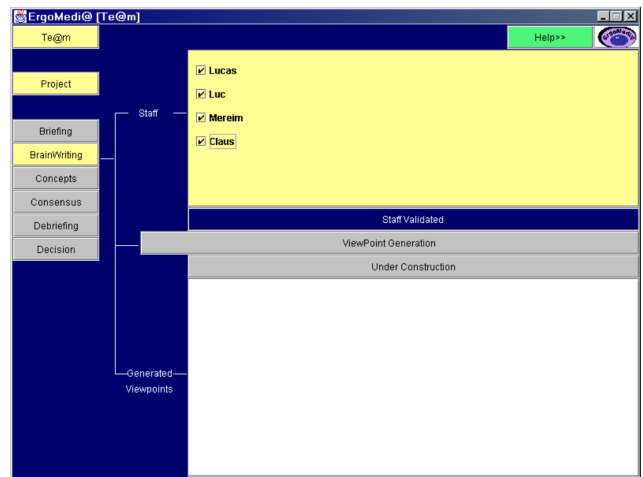 ErgoMedi@ [Te@m]
Te@m
Help>>
ErgoMedi@
Project
Lucas
Luc
Staff
Mereim
Briefing
Claus
BrainWriting
Concepts
Consensus
Staff Validated
Debriefing
ViewPoint Generation
Decision
Under Construction
Generated
Viewpoints